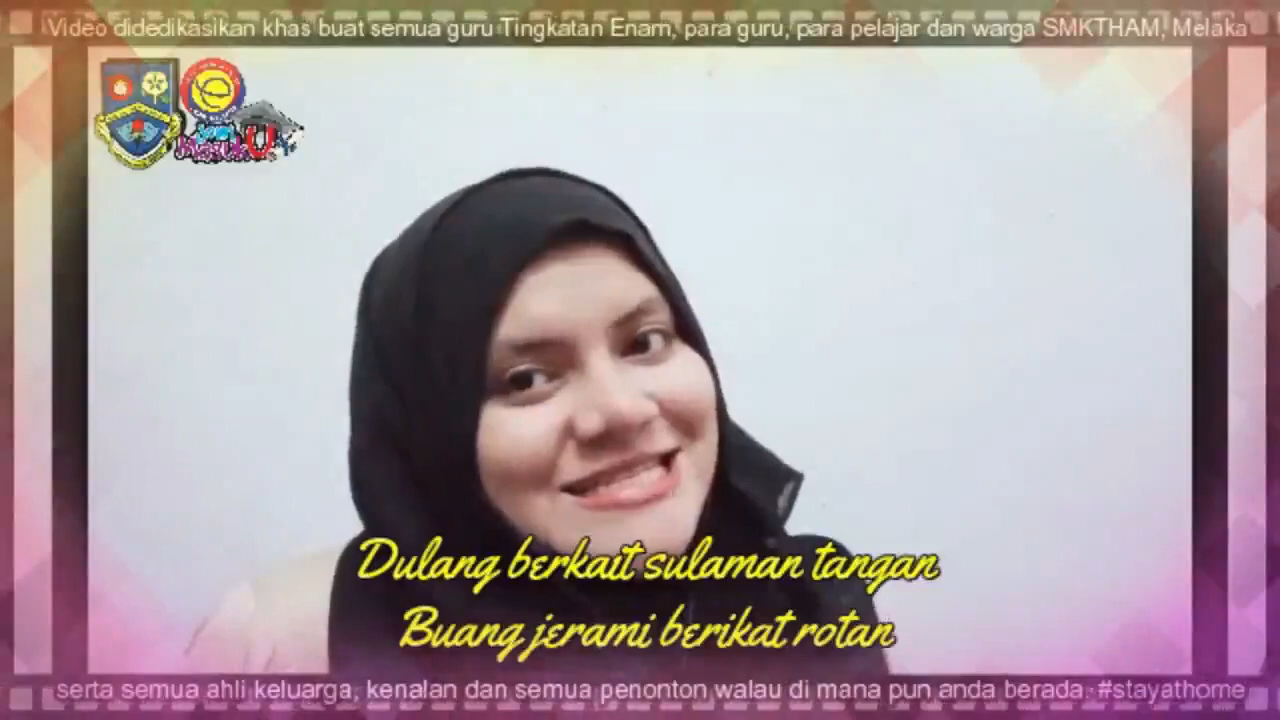 Video didedikasikan khas buat semua guru Tingkatan Enam, para guru, para pelajar dan warga SMKTHAM, Melaka
Masuk U
Dulang berkait sulaman tangan
Buang jerami berikat rotan
serta semua ahli keluarga, kenalan dan semua penonton walau di mana pun anda berada. #stayathome